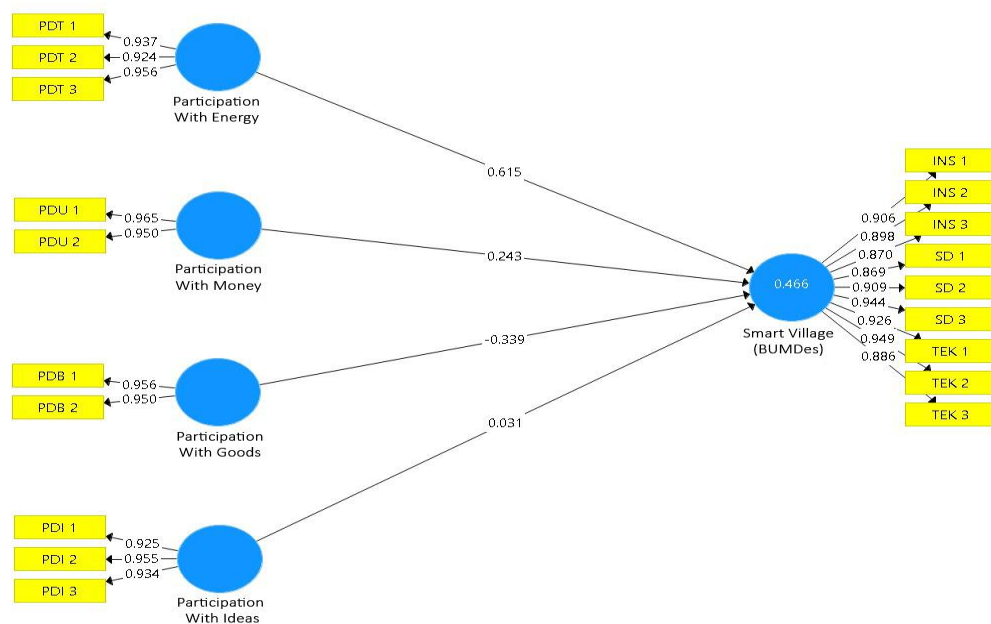 PDT 1
0.937
PDT 2
0.924
PDT 3
0.956
Participation
With Energy
0.615
PDU 1
0.965
PDU 2
0.950
Participation
With Money
0.243
PDB 1
0.956
PDB 2
0.950
Participation
With Goods
-0.339
PDI 1
0.925
PDI 2
0.955
PDI 3
0.934
Participation
With Ideas
0.031
0.466
Smart Village
(BUMDes)
0.906
0.898
0.870
0.869
0.909
0.944
0.926
0.949
0.886
INS 1
INS 2
INS 3
SD 1
SD 2
SD 3
TEK 1
TEK 2
TEK 3